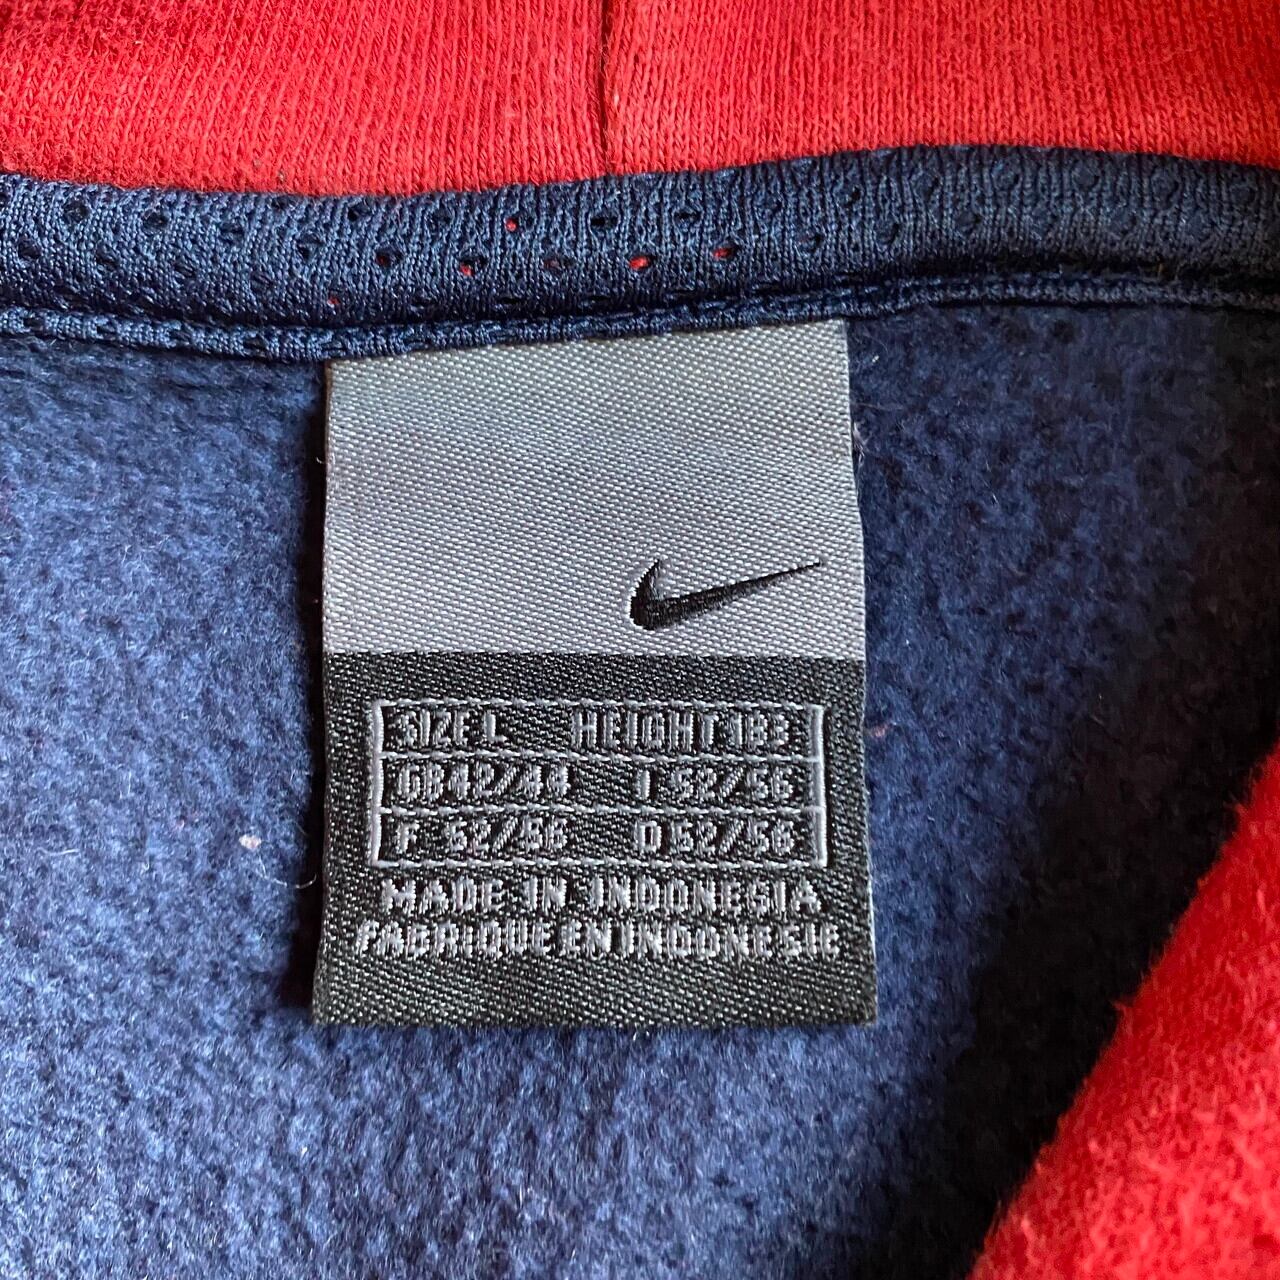 SIZE L HEIGHT 183
GB 42/44 I 52/56
F 52/56 D 52/56
MADE IN INDONESIA
FABRIQUE EN INDONESIE